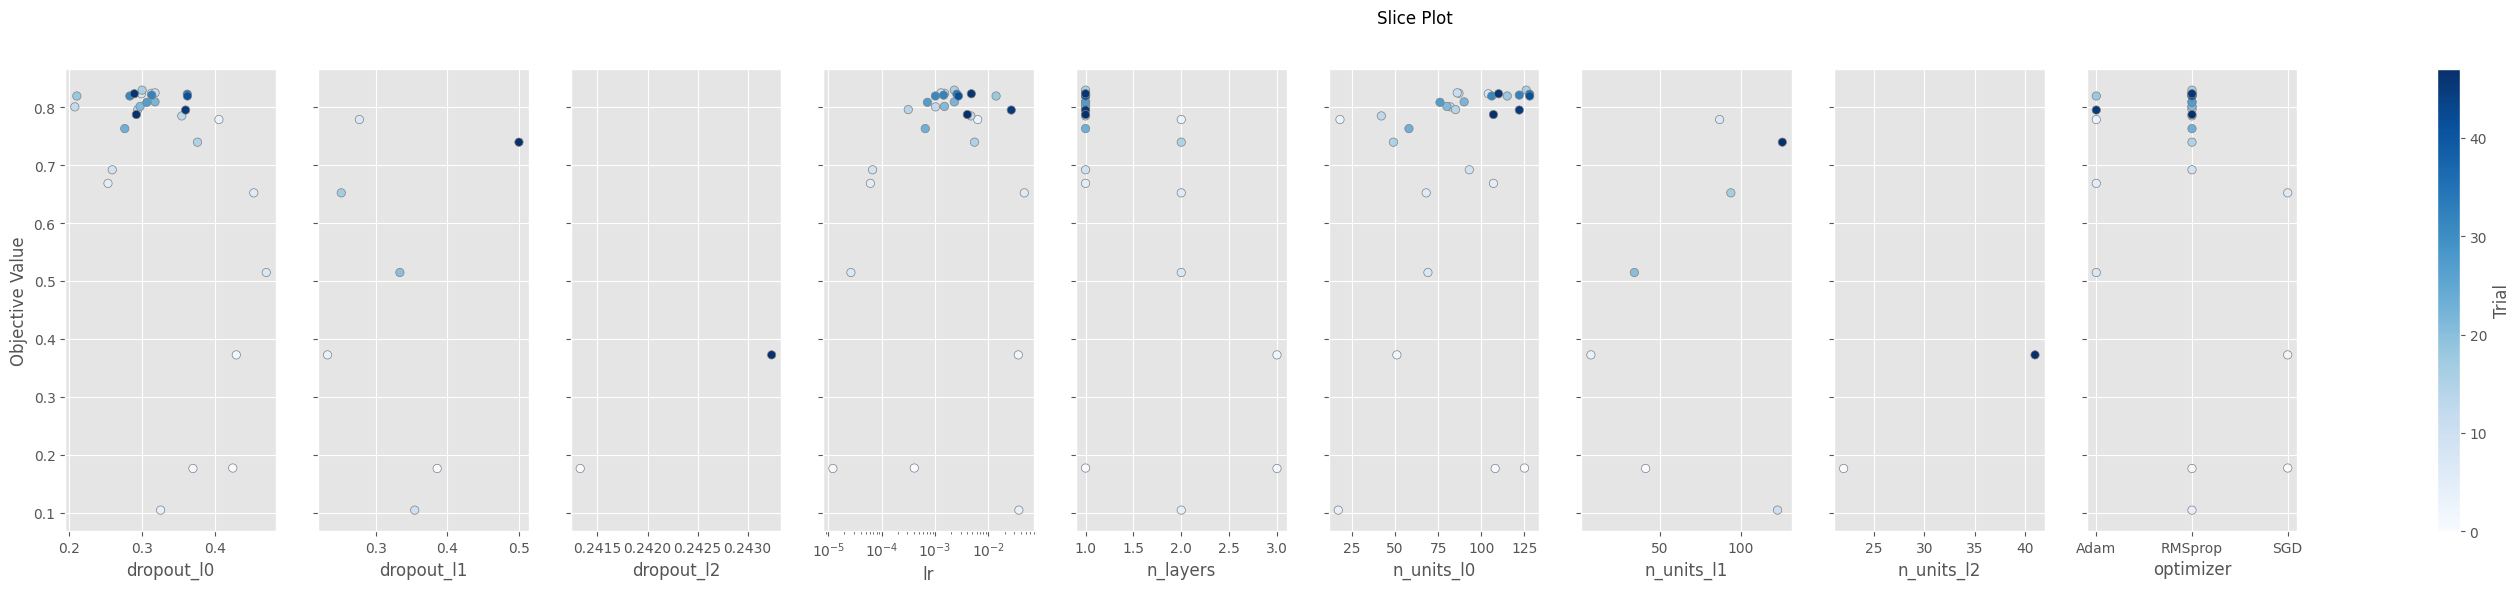 Slice Plot
Objective Value
0.8
0.7
0.6
0.5
0.4
0.3
0.2
0.1
0.2 0.3 0.4
dropout_l0
0.3 0.4 0.5
dropout_l1
0.2415 0.2420 0.2425 0.2430
dropout_l2
10⁻⁵ 10⁻⁴ 10⁻³ 10⁻²
lr
1.0 1.5 2.0 2.5 3.0
n_layers
25 50 75 100 125
n_units_l0
50 100
n_units_l1
25 30 35 40
n_units_l2
Adam RMSprop SGD
optimizer
40
30
20
10
0
Trial